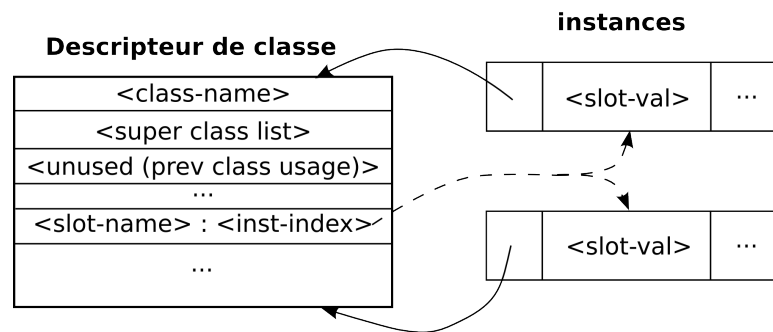 instances
Descripteur de classe
<class-name>
<super class list>
<unused (prev class usage)>
...
<slot-name> : <inst-index>
...
<slot-val> ...
<slot-val> ...